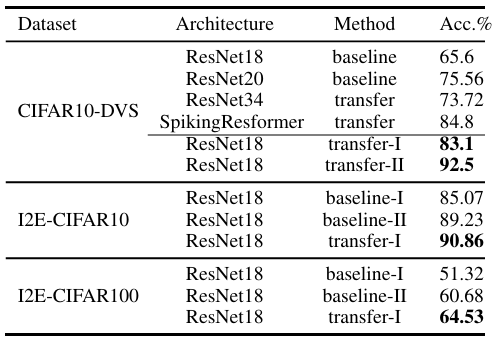 Dataset Architecture Method Acc.%
ResNet18 baseline 65.6
ResNet20 baseline 75.56
ResNet34 transfer 73.72
CIFAR10-DVS
SpikingResformer transfer 84.8
ResNet18 transfer-I 83.1
ResNet18 transfer-II 92.5
ResNet18 baseline-I 85.07
I2E-CIFAR10 ResNet18 baseline-II 89.23
ResNet18 transfer-I 90.86
ResNet18 baseline-I 51.32
I2E-CIFAR100 ResNet18 baseline-II 60.68
ResNet18 transfer-I 64.53